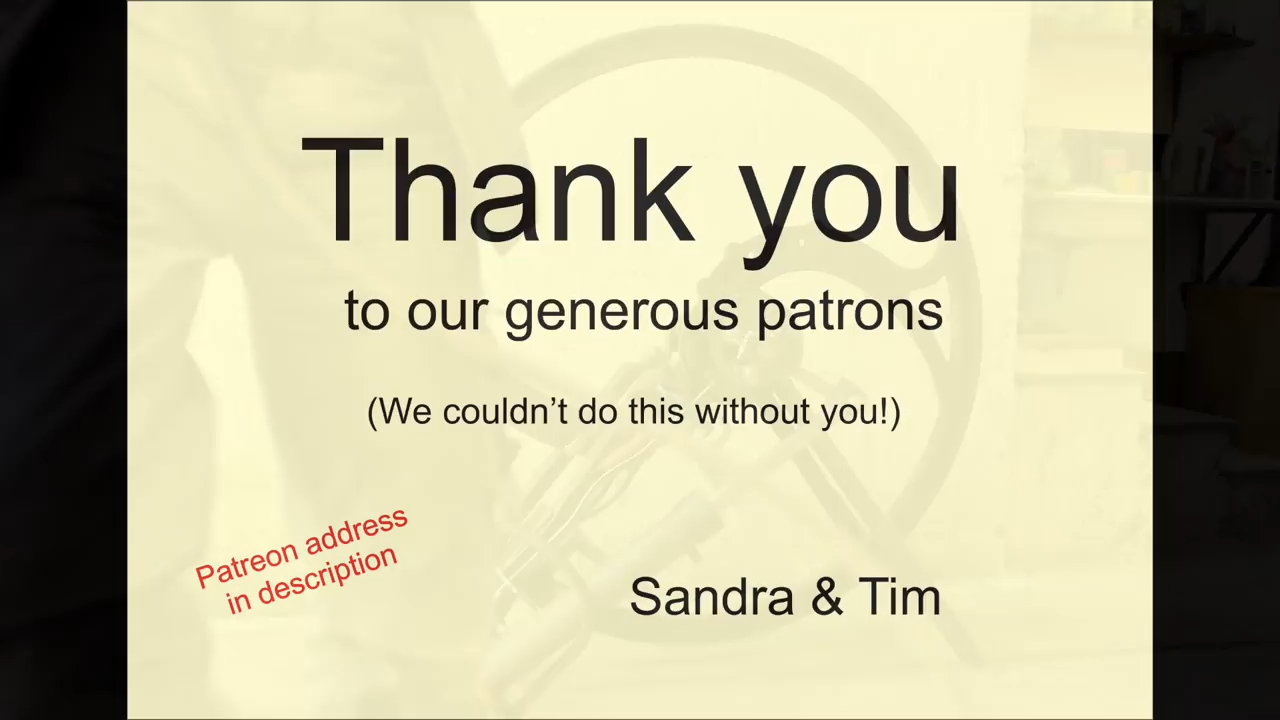 Thank you
to our generous patrons
(We couldn’t do this without you!)
Patreon address
in description
Sandra & Tim